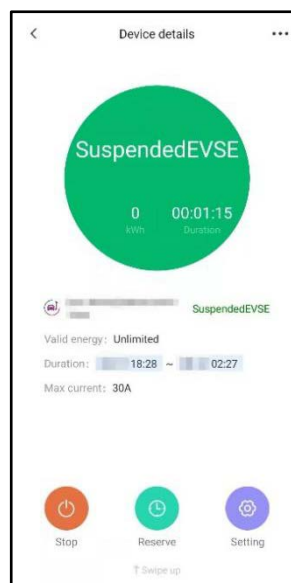 Device details
SuspendedEVSE
0 00:01:15
kWh Duration
SuspendedEVSE
Valid energy: Unlimited
Duration: 18:28 ~ 02:27
Max current: 30A
Stop Reserve Setting
Swipe up